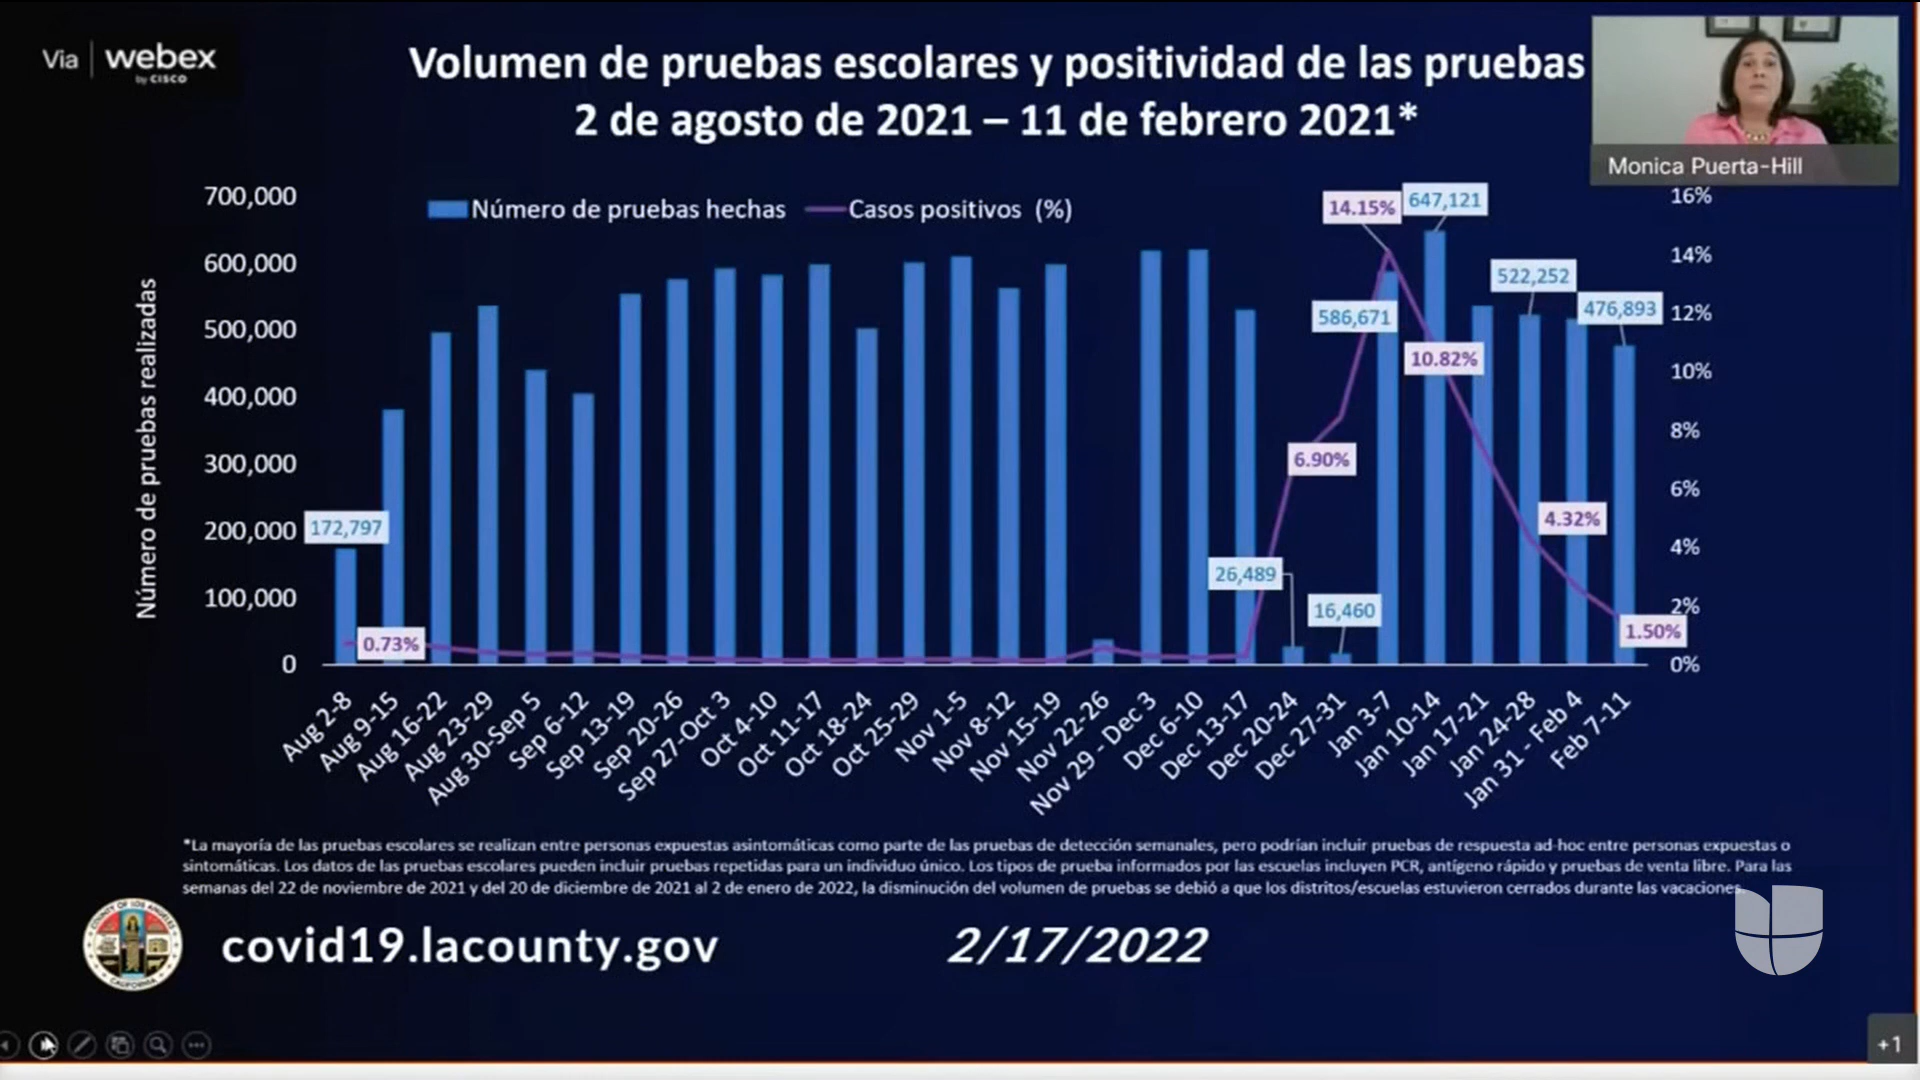 Via webex
by CISCO
Volumen de pruebas escolares y positividad de las pruebas
2 de agosto de 2021 – 11 de febrero 2021*
Monica Puerta-Hill
Número de pruebas hechas
Casos positivos (%)
Número de pruebas realizadas
700,000
600,000
500,000
400,000
300,000
200,000
100,000
0
16%
14%
12%
10%
8%
6%
4%
2%
0%
172,797
0.73%
26,489
6.90%
16,460
14.15%
586,671
647,121
10.82%
522,252
4.32%
476,893
1.50%
Aug 2-8
Aug 9-15
Aug 16-22
Aug 23-29
Aug 30-Sep 5
Sep 6-12
Sep 13-19
Sep 20-26
Sep 27-Oct 3
Oct 4-10
Oct 11-17
Oct 18-24
Oct 25-29
Nov 1-5
Nov 8-12
Nov 15-19
Nov 22-26
Nov 29 - Dec 3
Dec 6-10
Dec 13-17
Dec 20-24
Dec 27-31
Jan 3-7
Jan 10-14
Jan 17-21
Jan 24-28
Jan 31 - Feb 4
Feb 7-11
*La mayoría de las pruebas escolares se realizan entre personas expuestas asintomáticas como parte de las pruebas de detección semanales, pero podrían incluir pruebas de respuesta ad-hoc entre personas expuestas o
sintomáticas. Los datos de las pruebas escolares pueden incluir pruebas repetidas para un individuo único. Los tipos de prueba informados por las escuelas incluyen PCR, antígeno rápido y pruebas de venta libre. Para las
semanas del 22 de noviembre de 2021 y del 20 de diciembre de 2021 al 2 de enero de 2022, la disminución del volumen de pruebas se debió a que los distritos/escuelas estuvieron cerrados durante las vacaciones.
COUNTY OF LOS ANGELES
CALIFORNIA
covid19.lacounty.gov
2/17/2022
+1